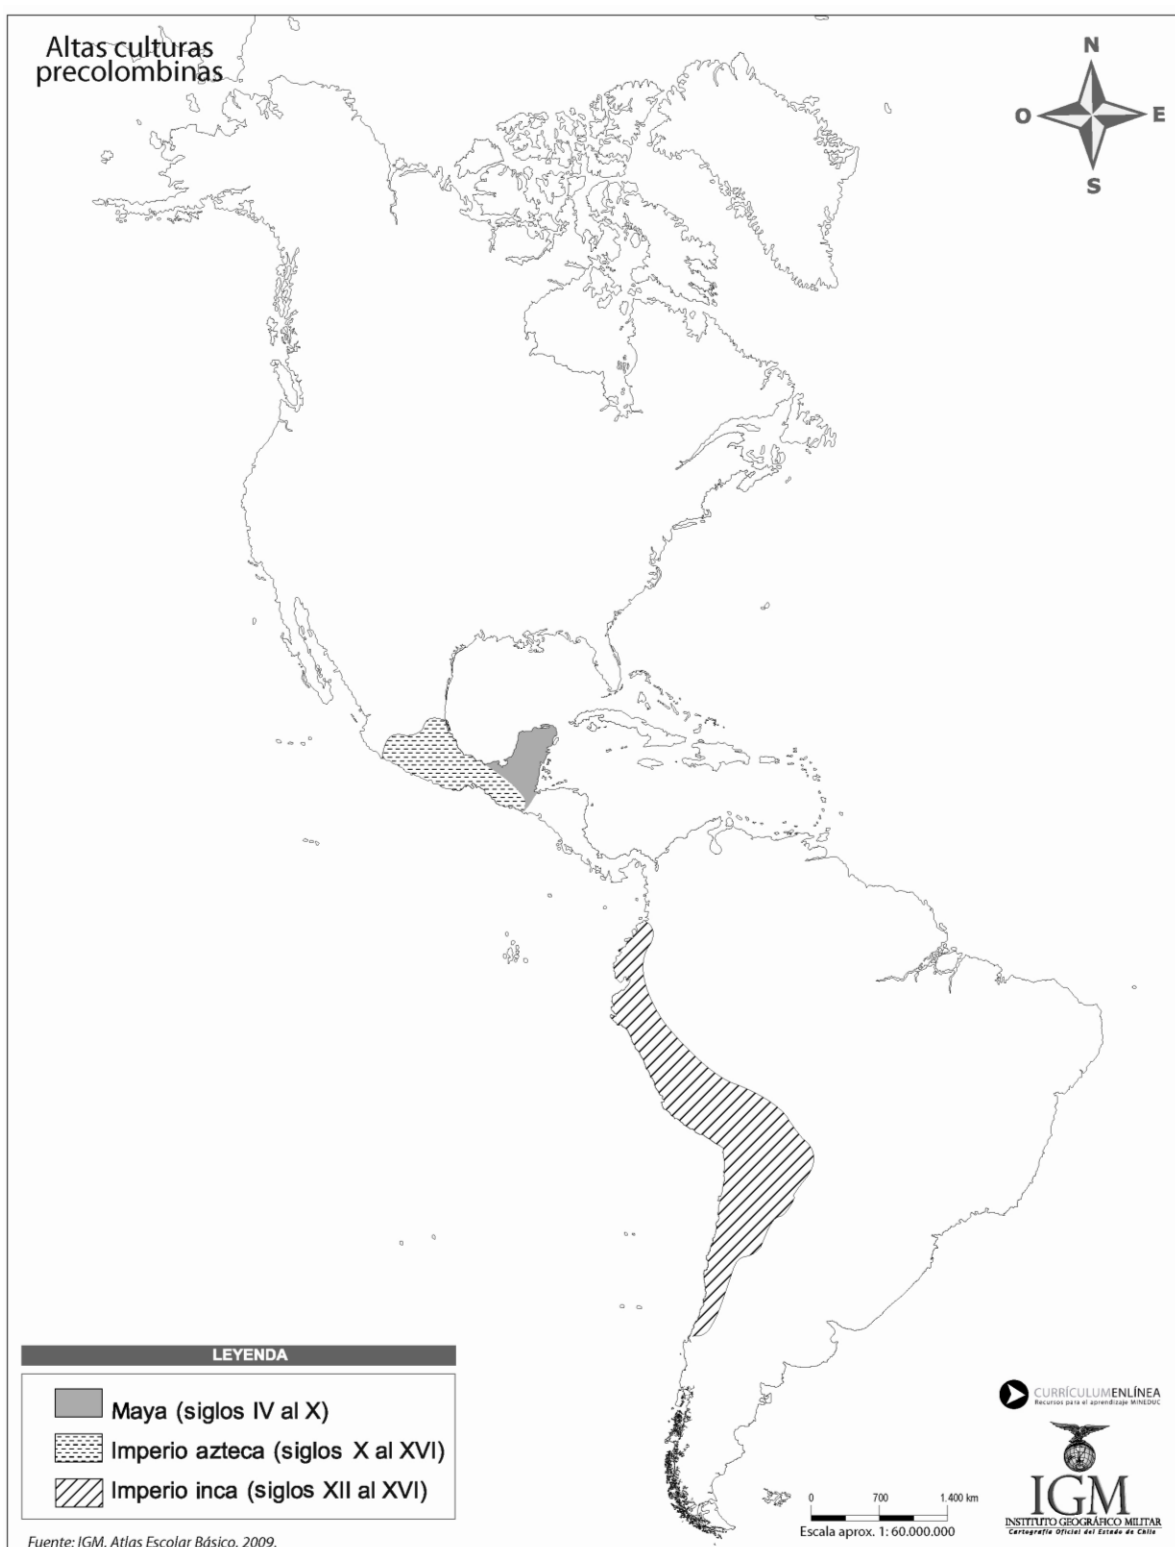 Altas culturas
precolombinas
N
O
E
S
LEYENDA
Maya (siglos IV al X)
Imperio azteca (siglos X al XVI)
Imperio inca (siglos XII al XVI)
CURRÍCULUMENLÍNEA
Recursos para el aprendizaje MINEDUC
IGM
INSTITUTO GEOGRÁFICO MILITAR
Cartografía Oficial del Estado de Chile
0 700 1.400 km
Escala aprox. 1:60.000.000
Fuente: IGM. Atlas Escolar Básico, 2009.